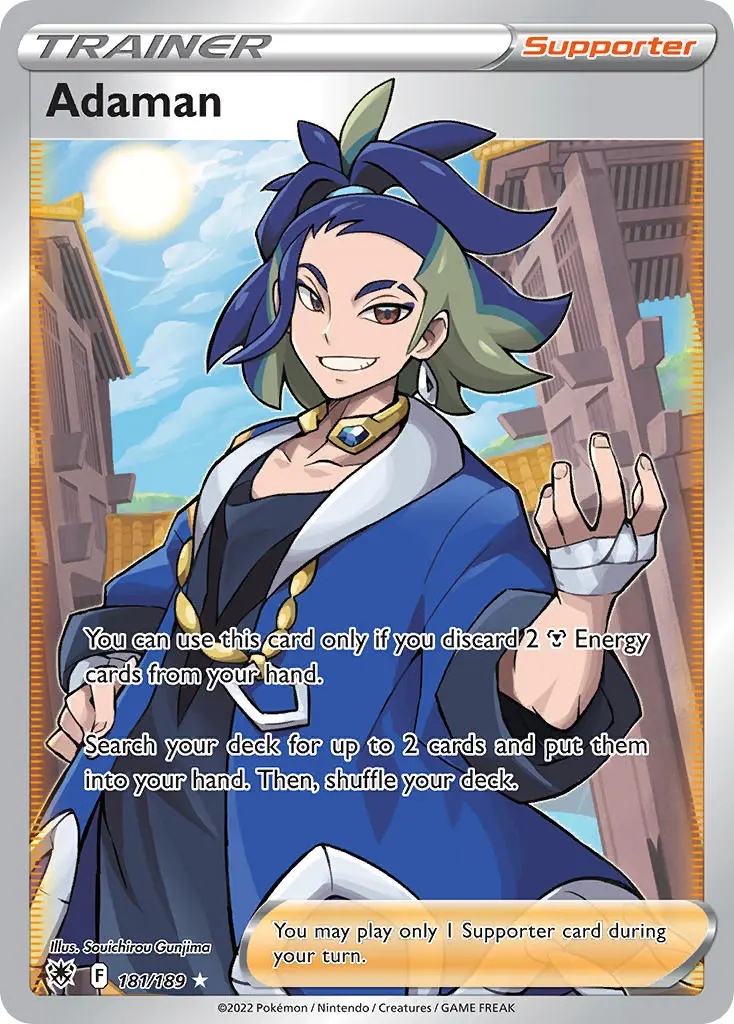 TRAINER Supporter
Adaman
You can use this card only if you discard 2 Energy
cards from your hand.
Search your deck for up to 2 cards and put them
into your hand. Then, shuffle your deck.
You may play only 1 Supporter card during
your turn.
Illus. Souichirou Gunjima
F 181/189 ★
©2022 Pokémon / Nintendo / Creatures / GAME FREAK